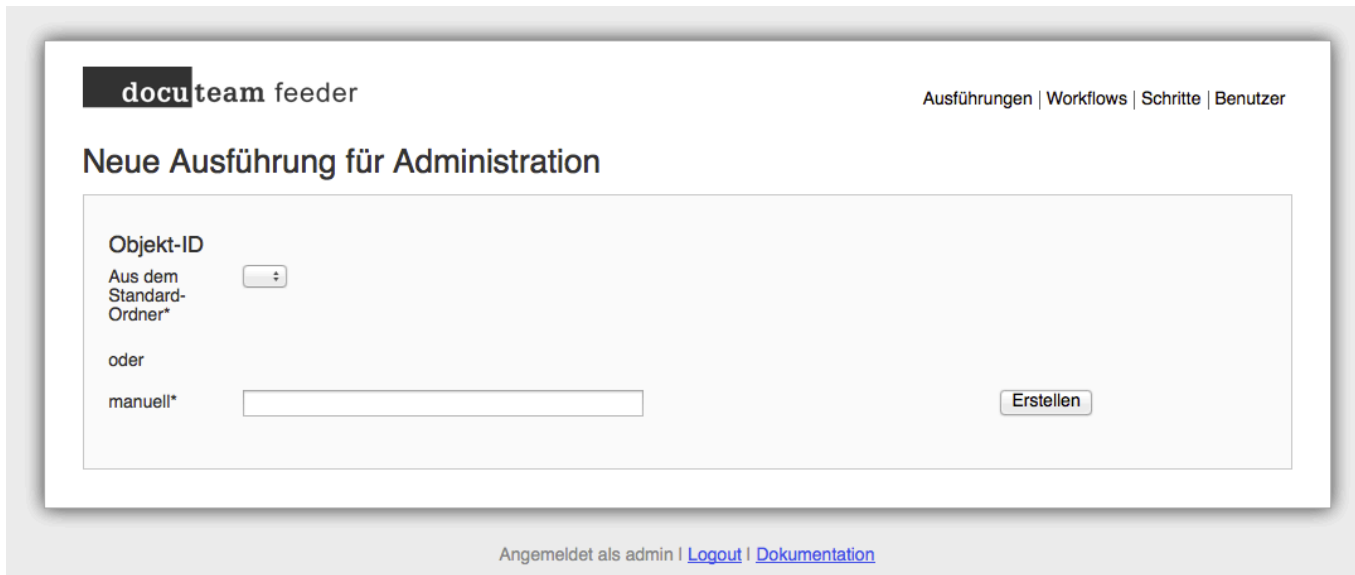 docuteam feeder
Ausführungen | Workflows | Schritte | Benutzer
Neue Ausführung für Administration
Objekt-ID
Aus dem
Standard-
Ordner*
oder
manuell*
Erstellen
Angemeldet als admin | Logout | Dokumentation